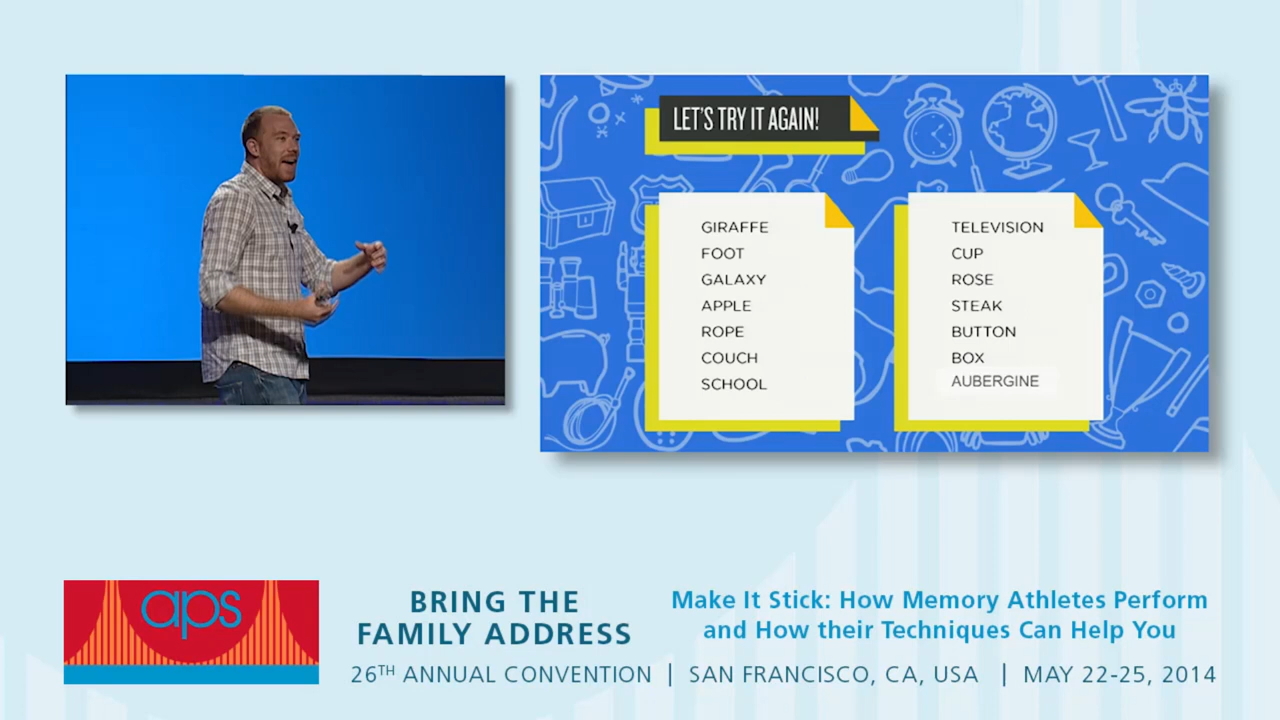 LET'S TRY IT AGAIN!
GIRAFFE
FOOT
GALAXY
APPLE
ROPE
COUCH
SCHOOL
TELEVISION
CUP
ROSE
STEAK
BUTTON
BOX
AUBERGINE
aps
BRING THE
FAMILY ADDRESS
Make It Stick: How Memory Athletes Perform
and How their Techniques Can Help You
26TH ANNUAL CONVENTION | SAN FRANCISCO, CA, USA | MAY 22-25, 2014